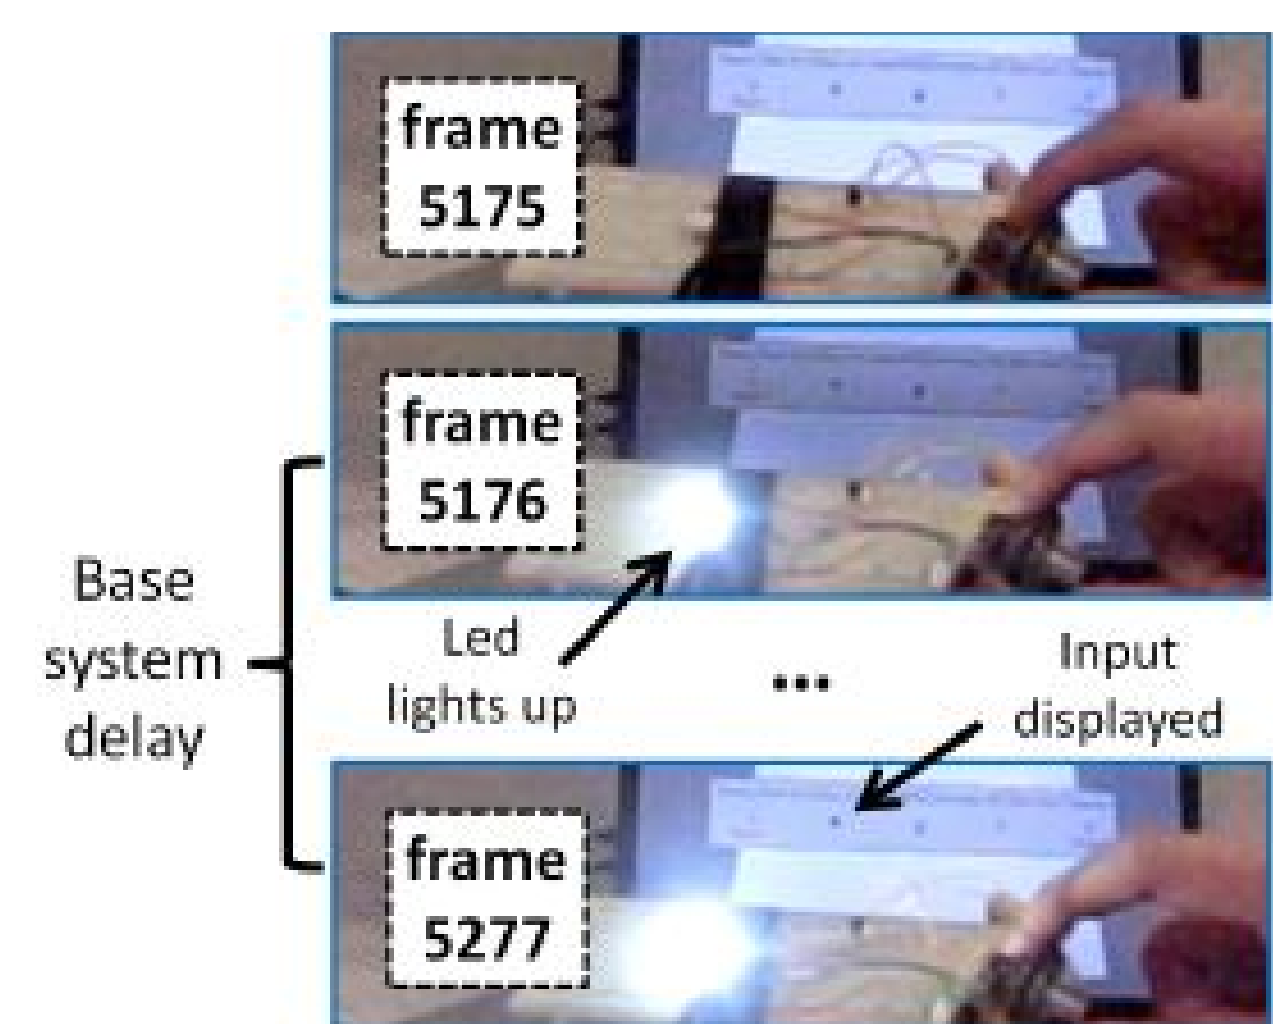 frame
5175
frame
5176
Base
system
delay
Led
lights up
...
Input
displayed
frame
5277